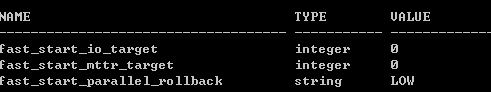 NAME                                 TYPE        VALUE
------------------------------------ ----------- ------------------------------
fast_start_io_target                 integer     0
fast_start_mttr_target               integer     0
fast_start_parallel_rollback         string      LOW